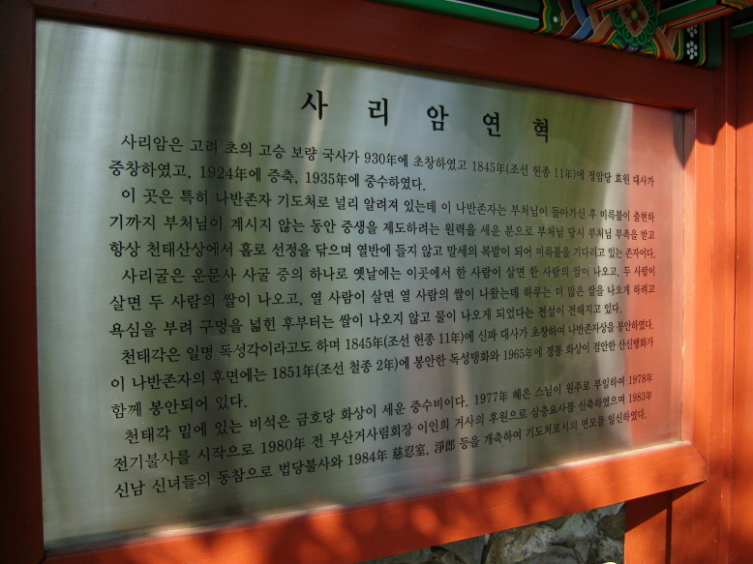 사리암연혁
사리암은 고려 초의 고승 보량 국사가 930年에 초창하였고 1845年(조선 헌종 11年)에 정암당 효원 대사가
중창하였고, 1924年에 증축, 1935年에 중수하였다.
이 곳은 특히 나반존자 기도처로 널리 알려져 있는데 이 나반존자는 부처님이 돌아가신 후 미륵불이 출현하
기까지 부처님이 계시지 않는 동안 중생을 제도하려는 원력을 세운 분으로 부처님 당시 부처님 부촉을 받고
항상 천태산상에서 홀로 선정을 닦으며 열반에 들지 않고 말세의 복밭이 되어 미륵불을 기다리고 있는 존자이다.
사리굴은 운문사 사굴 중의 하나로 옛날에는 이곳에서 한 사람이 살면 한 사람의 쌀이 나오고, 두 사람이
살면 두 사람의 쌀이 나오고, 열 사람이 살면 열 사람의 쌀이 나왔는데 하루는 더 많은 쌀을 나오게 하려고
욕심을 부려 구멍을 넓힌 후부터는 쌀이 나오지 않고 물이 나오게 되었다는 전설이 전해지고 있다.
천태각은 일명 독성각이라고도 하며 1845年(조선 헌종 11年)에 신파 대사가 초창하여 나반존자상을 봉안하였다.
이 나반존자의 후면에는 1851年(조선 철종 2年)에 봉안한 독성탱화와 1965年에 경봉 화상이 점안한 산신탱화가
함께 봉안되어 있다.
천태각 밑에 있는 비석은 금호당 화상이 세운 중수비이다. 1977年 혜은 스님이 원주로 부임하여 1978年
전기불사를 시작으로 1980年 전 부산거사림회장 이인희 거사의 후원으로 삼층요사를 신축하였으며 1983年
신남 신녀들의 동참으로 법당불사와 1984年 慈忍室, 淨郎 등을 개축하여 기도처로서의 면모를 일신하였다.